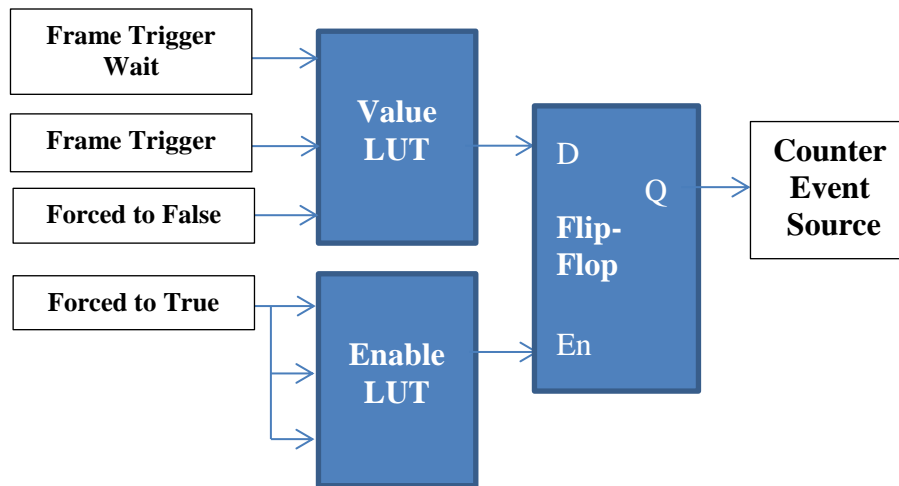 Frame Trigger
Wait
Frame Trigger
Forced to False
Forced to True
Value
LUT
Enable
LUT
D
Q
Flip-
Flop
En
Counter
Event
Source